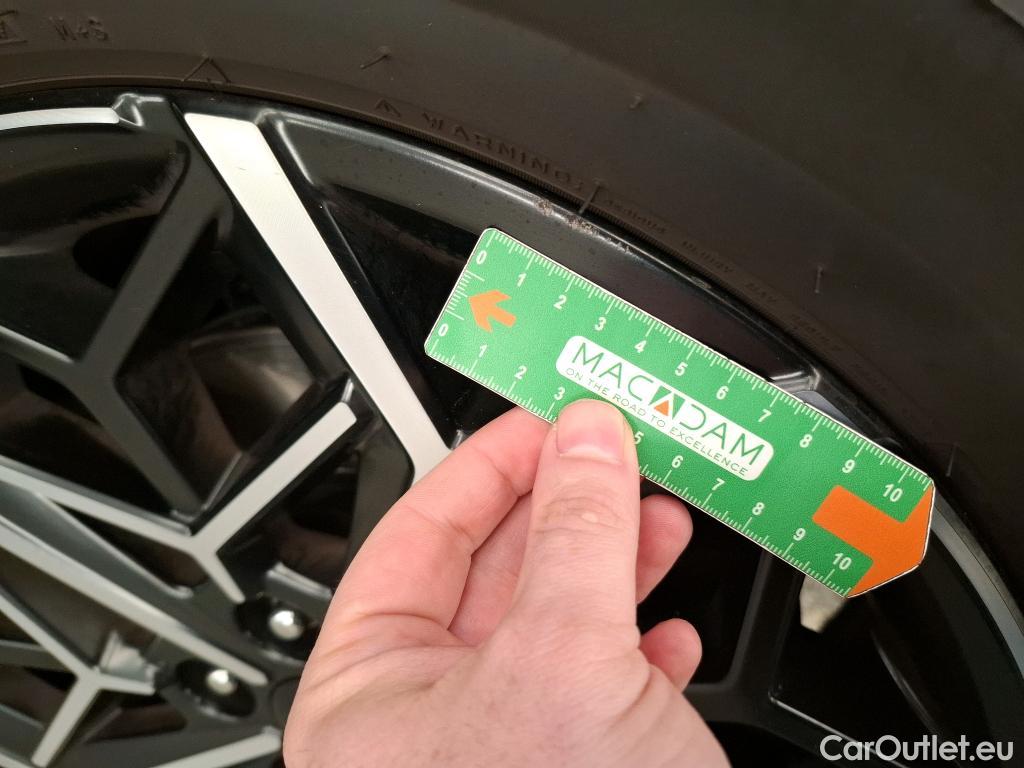 M+S
WARNING:
0 1 2 3 4 5 6 7 8 9 10
MACADAM
ON THE ROAD TO EXCELLENCE
0 1 2 3 5 6 7 8 9 10
CarOutlet.eu